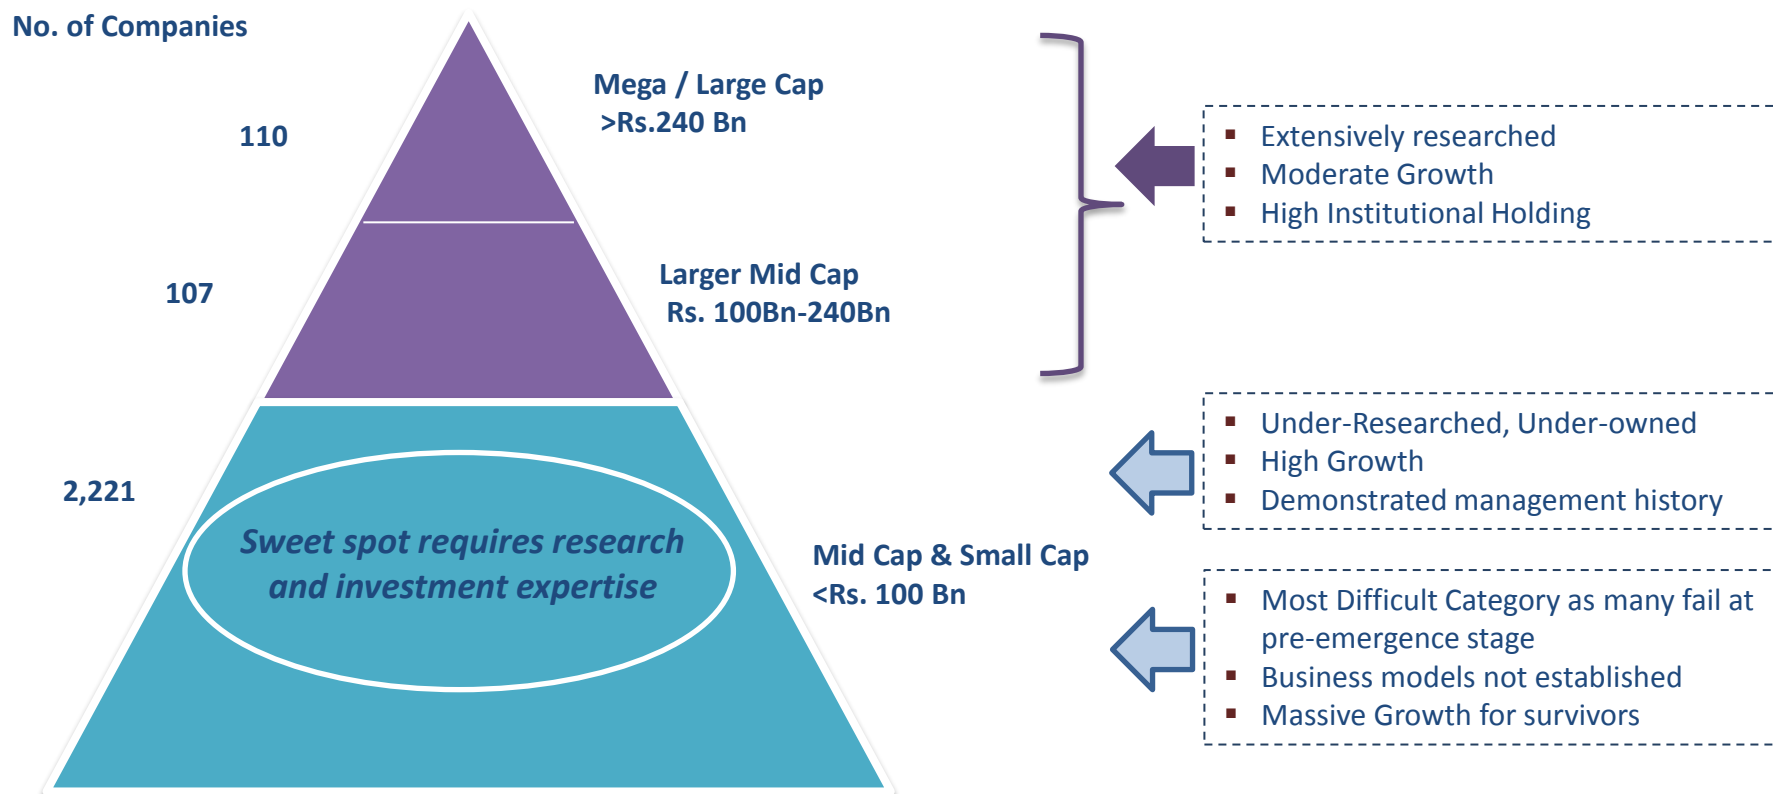 No. of Companies
110
Mega / Large Cap
>Rs.240 Bn
107
Larger Mid Cap
Rs. 100Bn-240Bn
2,221
Sweet spot requires research
and investment expertise
Mid Cap & Small Cap
<Rs. 100 Bn
▪ Extensively researched
▪ Moderate Growth
▪ High Institutional Holding
▪ Under-Researched, Under-owned
▪ High Growth
▪ Demonstrated management history
▪ Most Difficult Category as many fail at
pre-emergence stage
▪ Business models not established
▪ Massive Growth for survivors